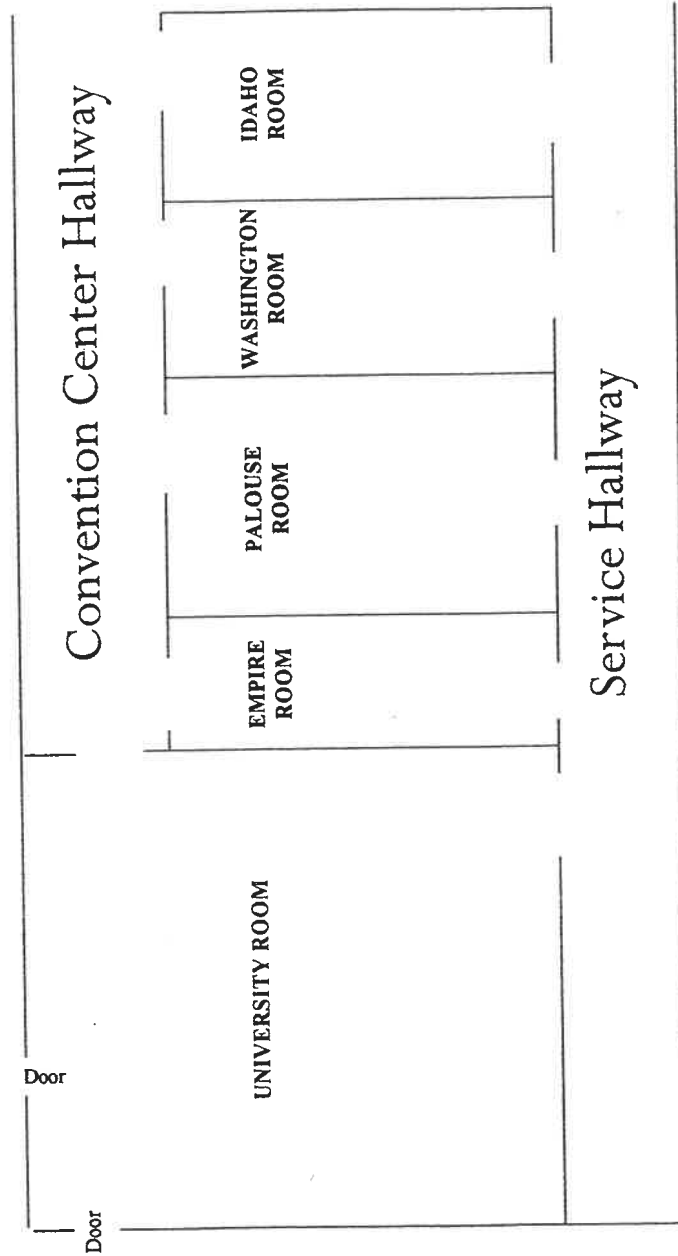 Convention Center Hallway
Door
Door
UNIVERSITY ROOM
EMPIRE
ROOM
PALOUSE
ROOM
WASHINGTON
ROOM
IDAHO
ROOM
Service Hallway